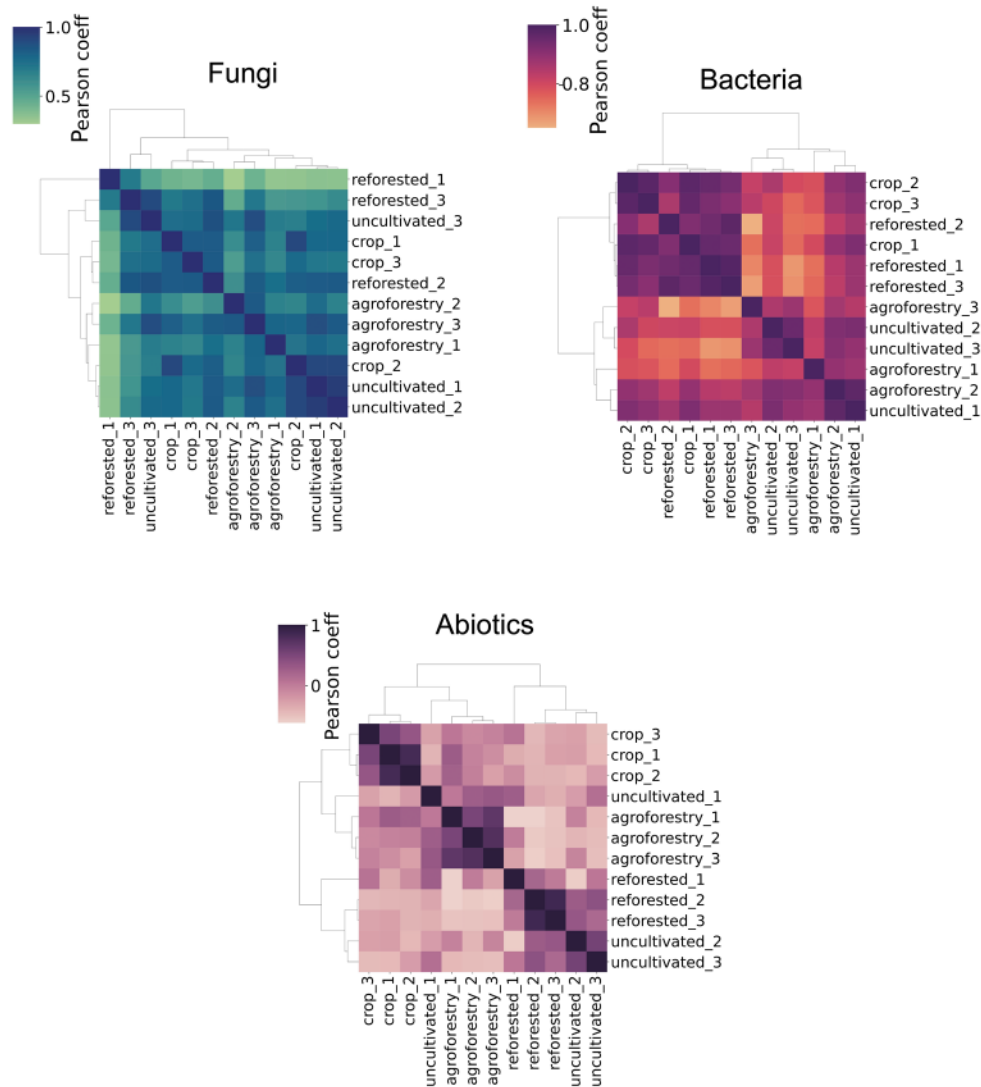 Fungi
1.0
0.5
Pearson coeff
reforested_1
reforested_3
uncultivated_3
crop_1
crop_3
reforested_2
agroforestry_2
agroforestry_3
agroforestry_1
crop_2
uncultivated_1
uncultivated_2
reforested_1
reforested_3
uncultivated_3
crop_1
crop_3
reforested_2
agroforestry_2
agroforestry_3
agroforestry_1
crop_2
uncultivated_1
uncultivated_2
Bacteria
1.0
0.8
Pearson coeff
crop_2
crop_3
reforested_2
crop_1
reforested_1
reforested_3
agroforestry_3
uncultivated_2
uncultivated_3
agroforestry_1
agroforestry_2
uncultivated_1
crop_2
crop_3
reforested_2
crop_1
reforested_1
reforested_3
agroforestry_3
uncultivated_2
uncultivated_3
agroforestry_1
agroforestry_2
uncultivated_1
Abiotics
1
0
Pearson coeff
crop_3
crop_1
crop_2
uncultivated_1
agroforestry_1
agroforestry_2
agroforestry_3
reforested_1
reforested_2
reforested_3
uncultivated_2
uncultivated_3
crop_3
crop_1
crop_2
uncultivated_1
agroforestry_1
agroforestry_2
agroforestry_3
reforested_1
reforested_2
reforested_3
uncultivated_2
uncultivated_3